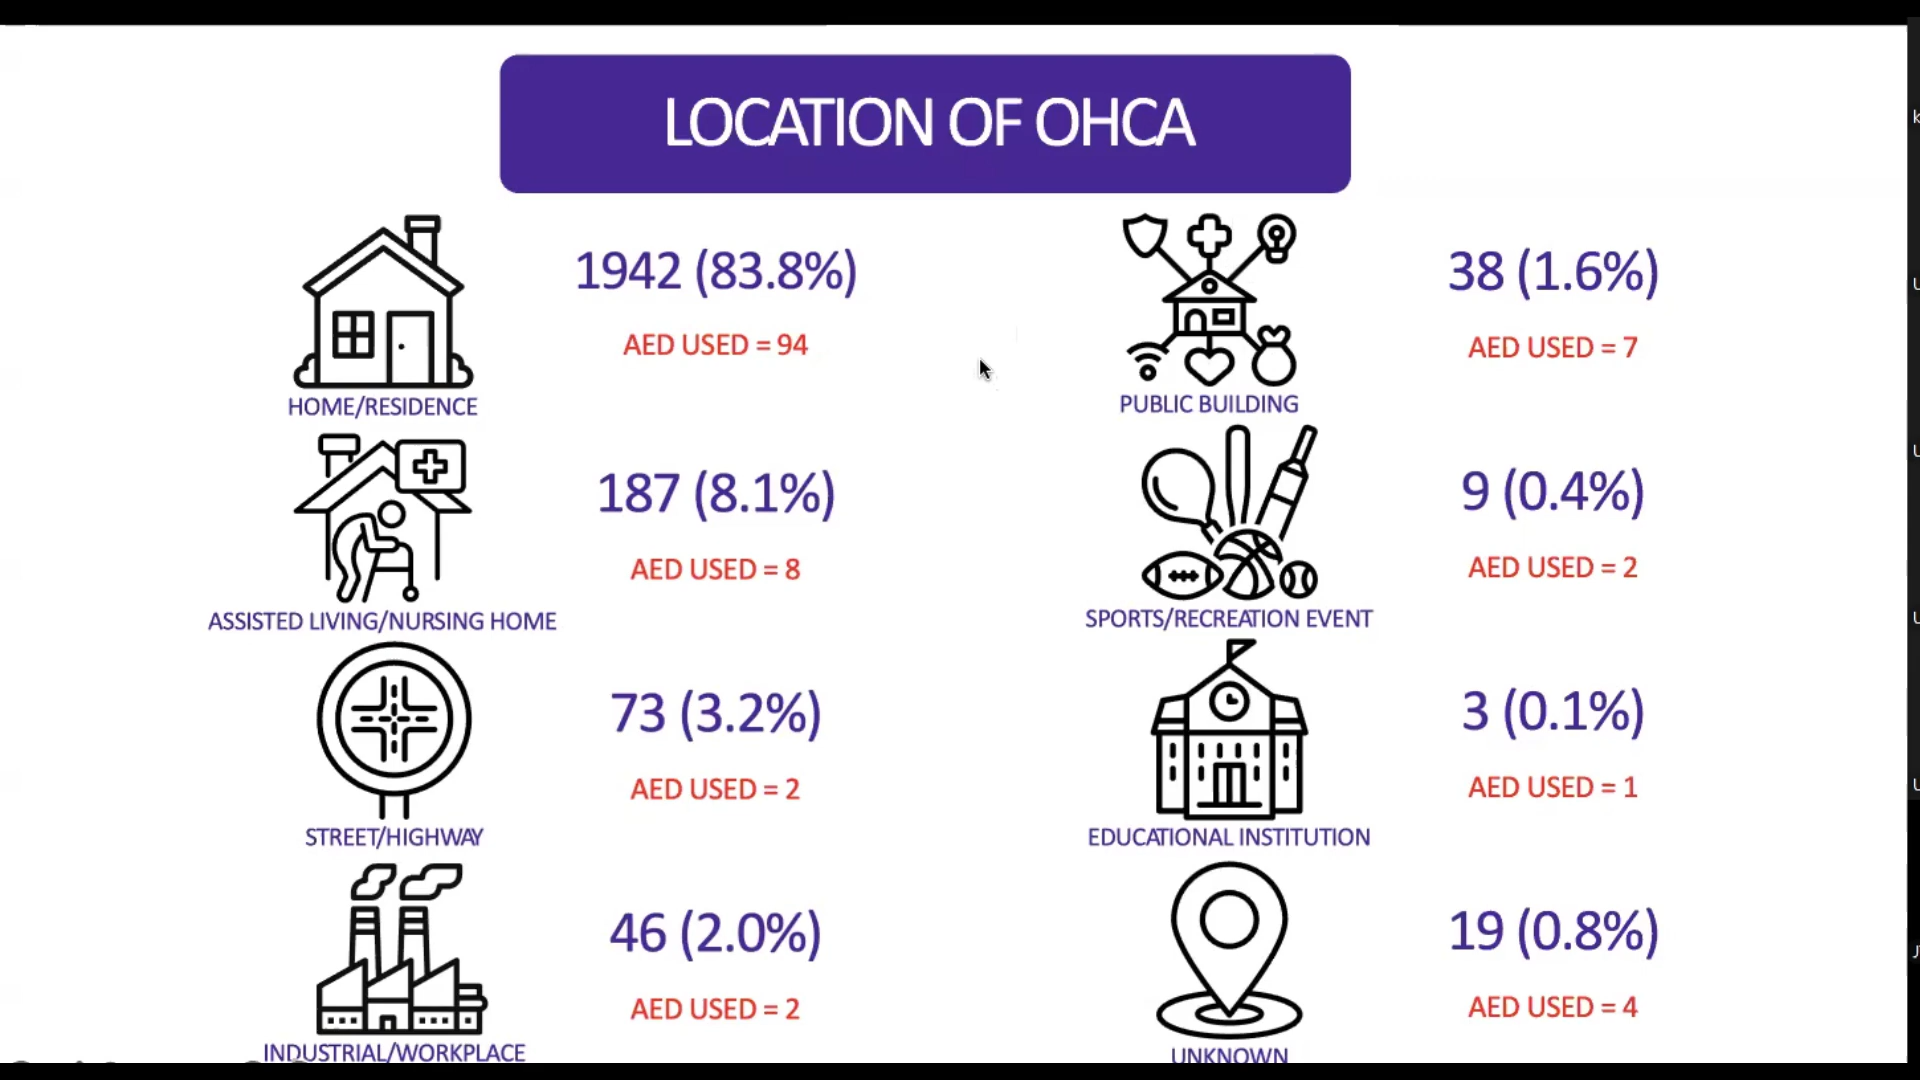 LOCATION OF OHCA
1942 (83.8%)
AED USED = 94
HOME/RESIDENCE
38 (1.6%)
AED USED = 7
PUBLIC BUILDING
187 (8.1%)
AED USED = 8
ASSISTED LIVING/NURSING HOME
9 (0.4%)
AED USED = 2
SPORTS/RECREATION EVENT
73 (3.2%)
AED USED = 2
STREET/HIGHWAY
3 (0.1%)
AED USED = 1
EDUCATIONAL INSTITUTION
46 (2.0%)
AED USED = 2
INDUSTRIAL/WORKPLACE
19 (0.8%)
AED USED = 4
UNKNOWN